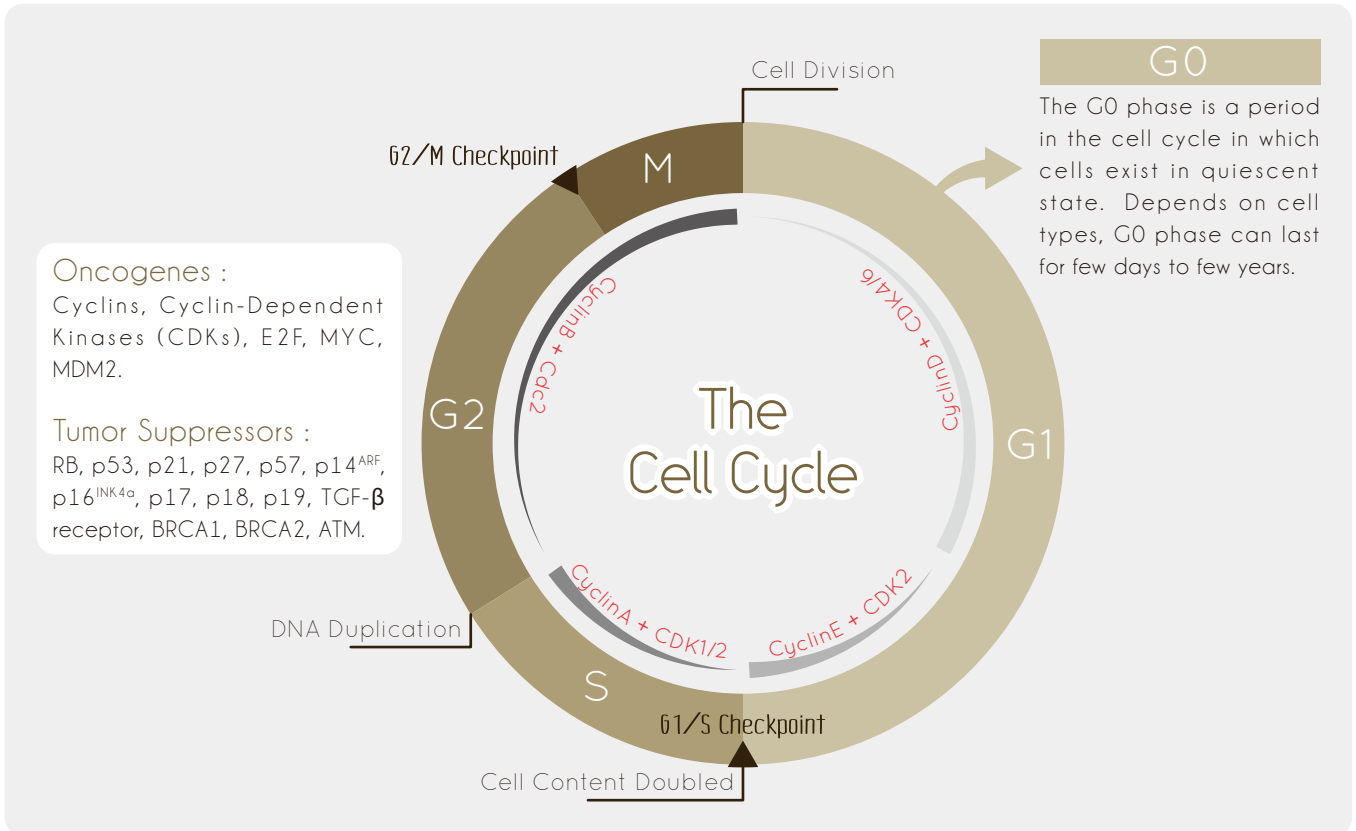 Cell Division
G0
The G0 phase is a period
in the cell cycle in which
cells exist in quiescent
state. Depends on cell
types, G0 phase can last
for few days to few years.
G2/M Checkpoint
M
Oncogenes :
Cyclins, Cyclin-Dependent
Kinases (CDKs), E2F, MYC,
MDM2.
Tumor Suppressors :
RB, p53, p21, p27, p57, p14ARF,
p16INK4a, p17, p18, p19, TGF-β
receptor, BRCA1, BRCA2, ATM.
CyclinB + Cdc2
CyclinD + CDK4/6
G2
The
Cell Cycle
G1
CyclinA + CDK1/2
CyclinE + CDK2
DNA Duplication
S
G1/S Checkpoint
Cell Content Doubled